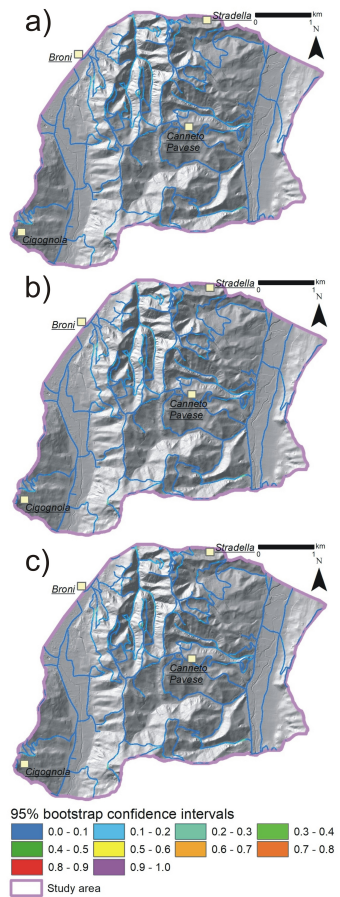 a)
Stradella
km
0 1
N
Broni
Canneto
Pavese
Cigognola
b)
Stradella
km
0 1
N
Broni
Canneto
Pavese
Cigognola
c)
Stradella
km
0 1
N
Broni
Canneto
Pavese
Cigognola
95% bootstrap confidence intervals
0.0 - 0.1 0.1 - 0.2 0.2 - 0.3 0.3 - 0.4
0.4 - 0.5 0.5 - 0.6 0.6 - 0.7 0.7 - 0.8
0.8 - 0.9 0.9 - 1.0
Study area